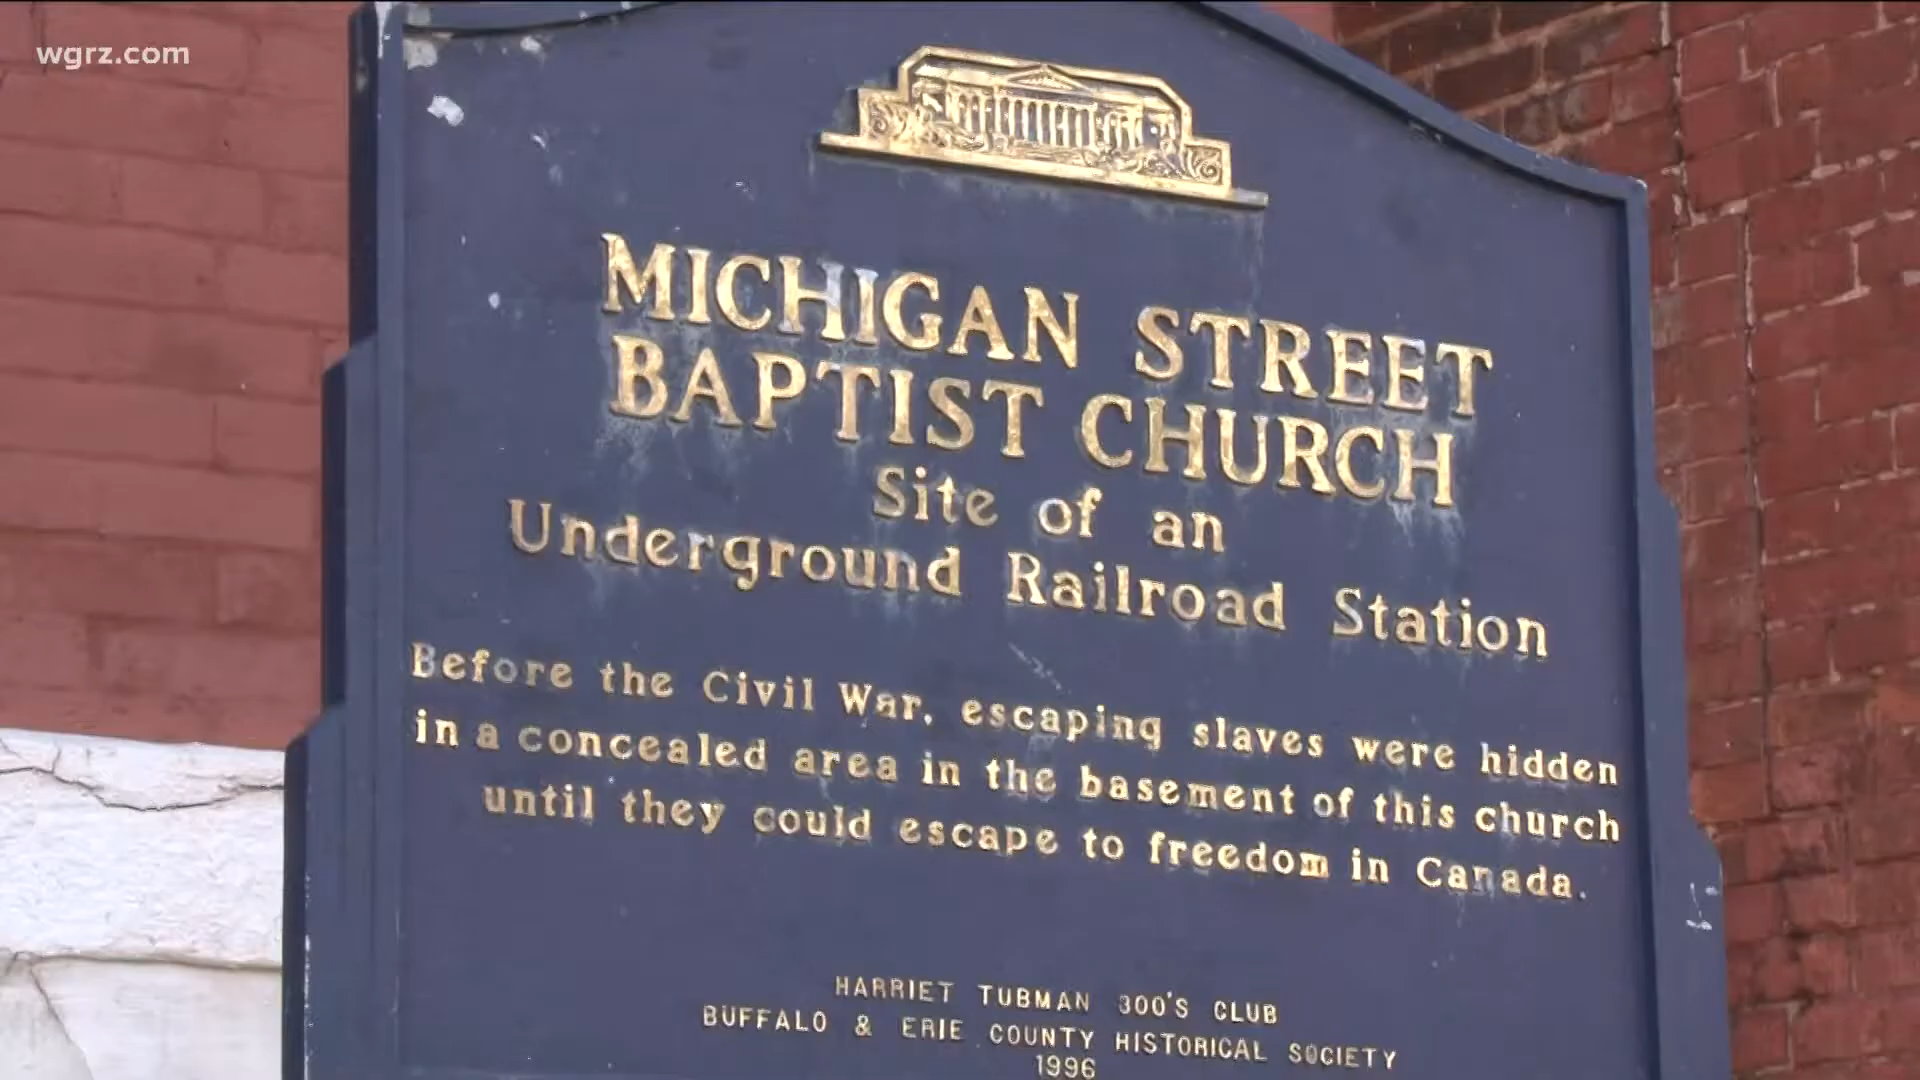 wgrz.com
MICHIGAN STREET
BAPTIST CHURCH
Site of an
Underground Railroad Station
Before the Civil War, escaping slaves were hidden
in a concealed area in the basement of this church
until they could escape to freedom in Canada.
HARRIET TUBMAN 300'S CLUB
BUFFALO & ERIE COUNTY HISTORICAL SOCIETY
1996